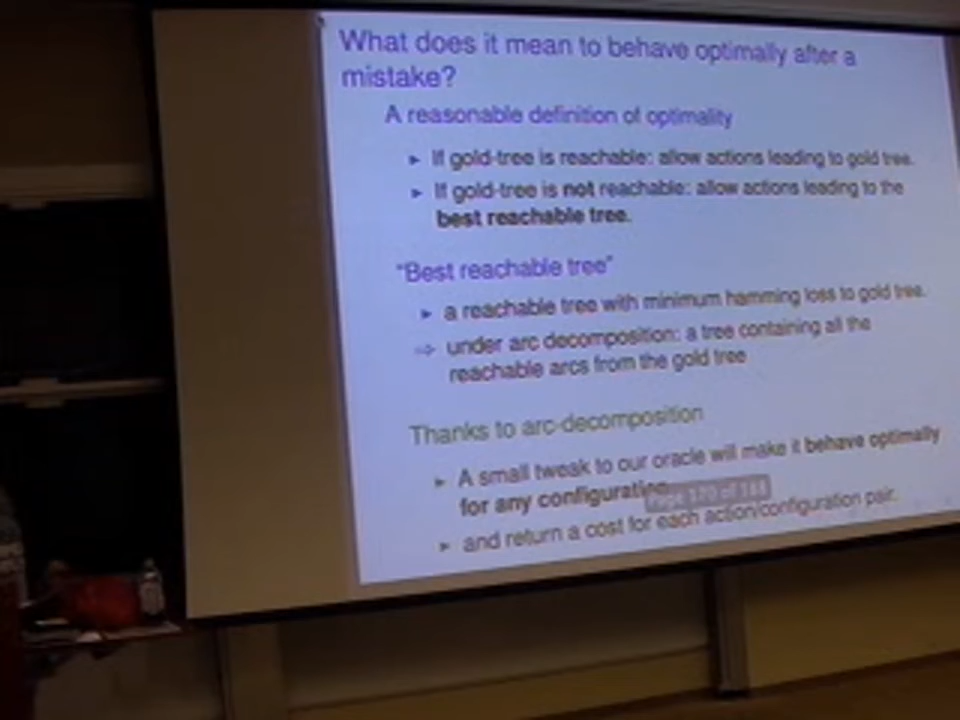 What does it mean to behave optimally after a
mistake?
A reasonable definition of optimality
► If gold-tree is reachable: allow actions leading to gold tree.
► If gold-tree is not reachable: allow actions leading to the
best reachable tree.
"Best reachable tree"
► a reachable tree with minimum hamming loss to gold tree.
⇒ under arc decomposition: a tree containing all the
reachable arcs from the gold tree
Thanks to arc-decomposition
► A small tweak to our oracle will make it behave optimally
for any configuration
Page of
► and return a cost for each action/configuration pair.